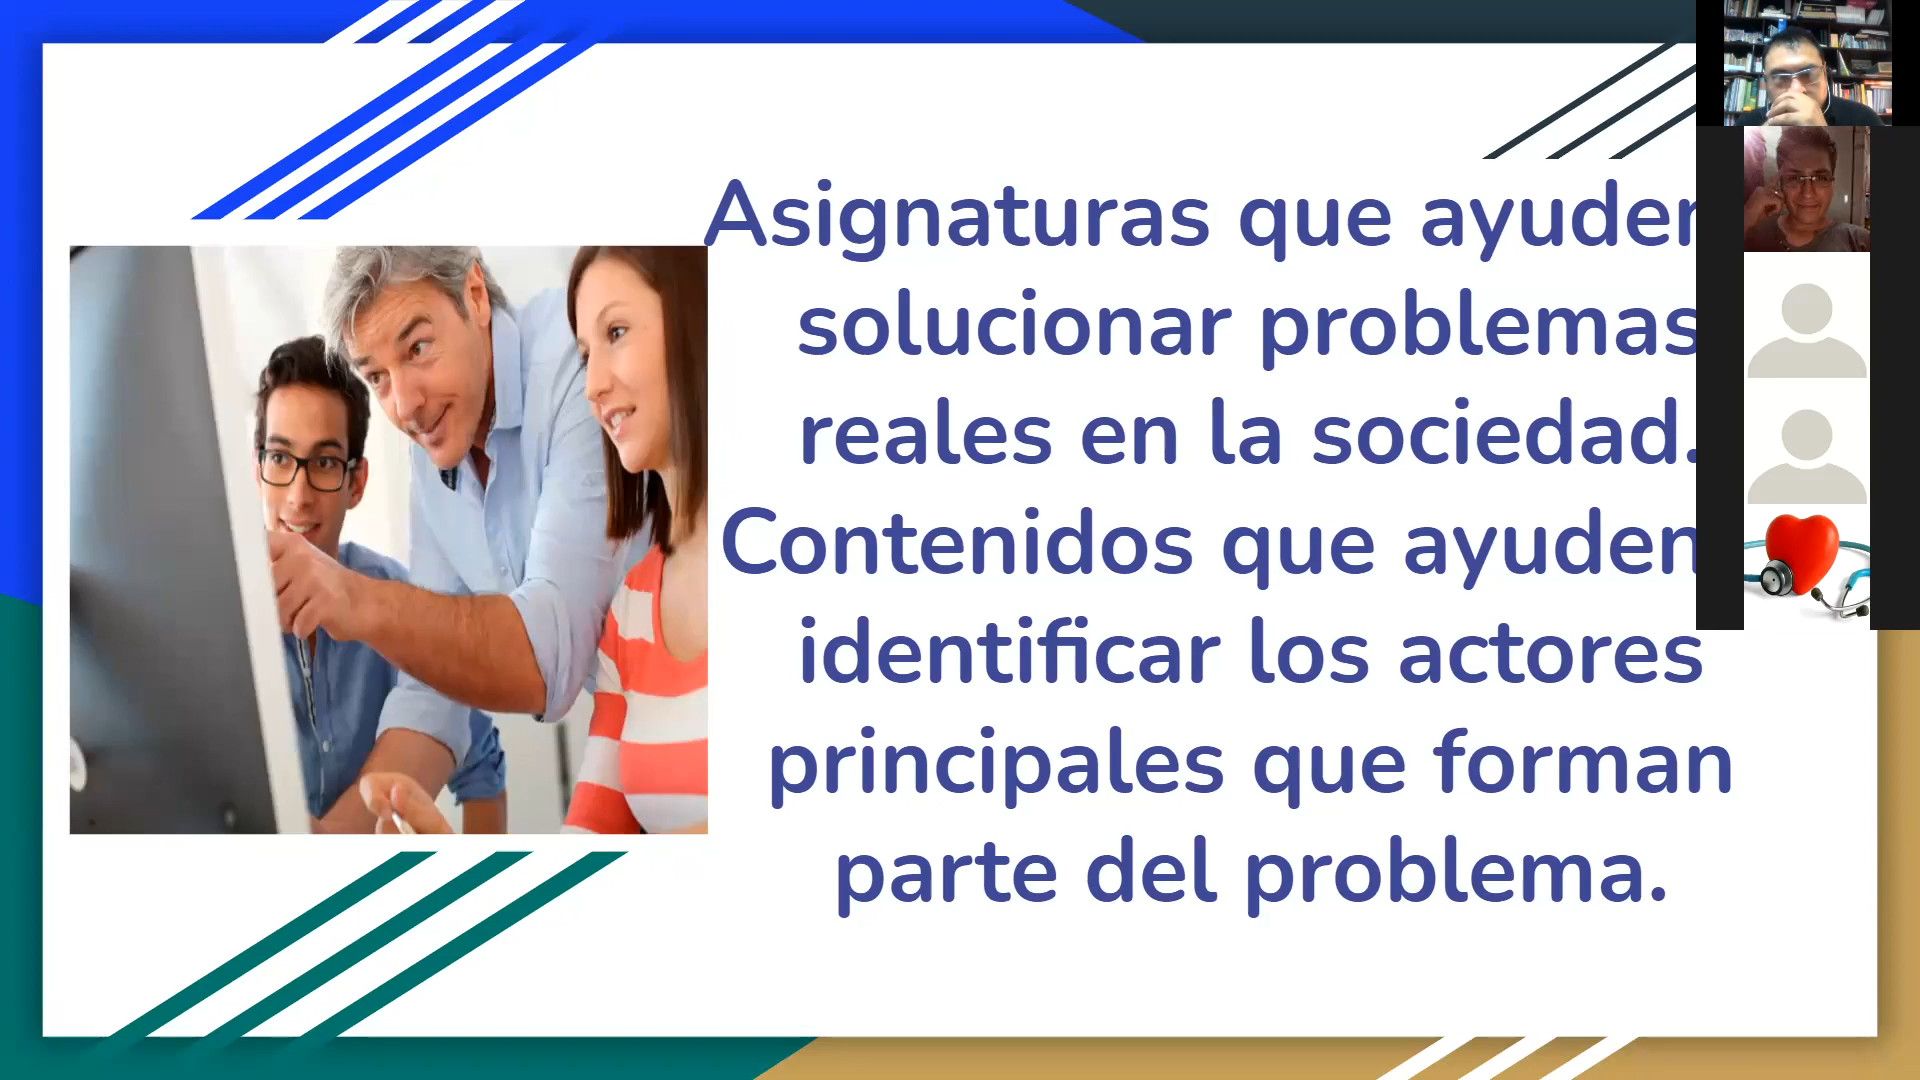 Asignaturas que ayuden
solucionar problemas
reales en la sociedad.
Contenidos que ayuden
identificar los actores
principales que forman
parte del problema.